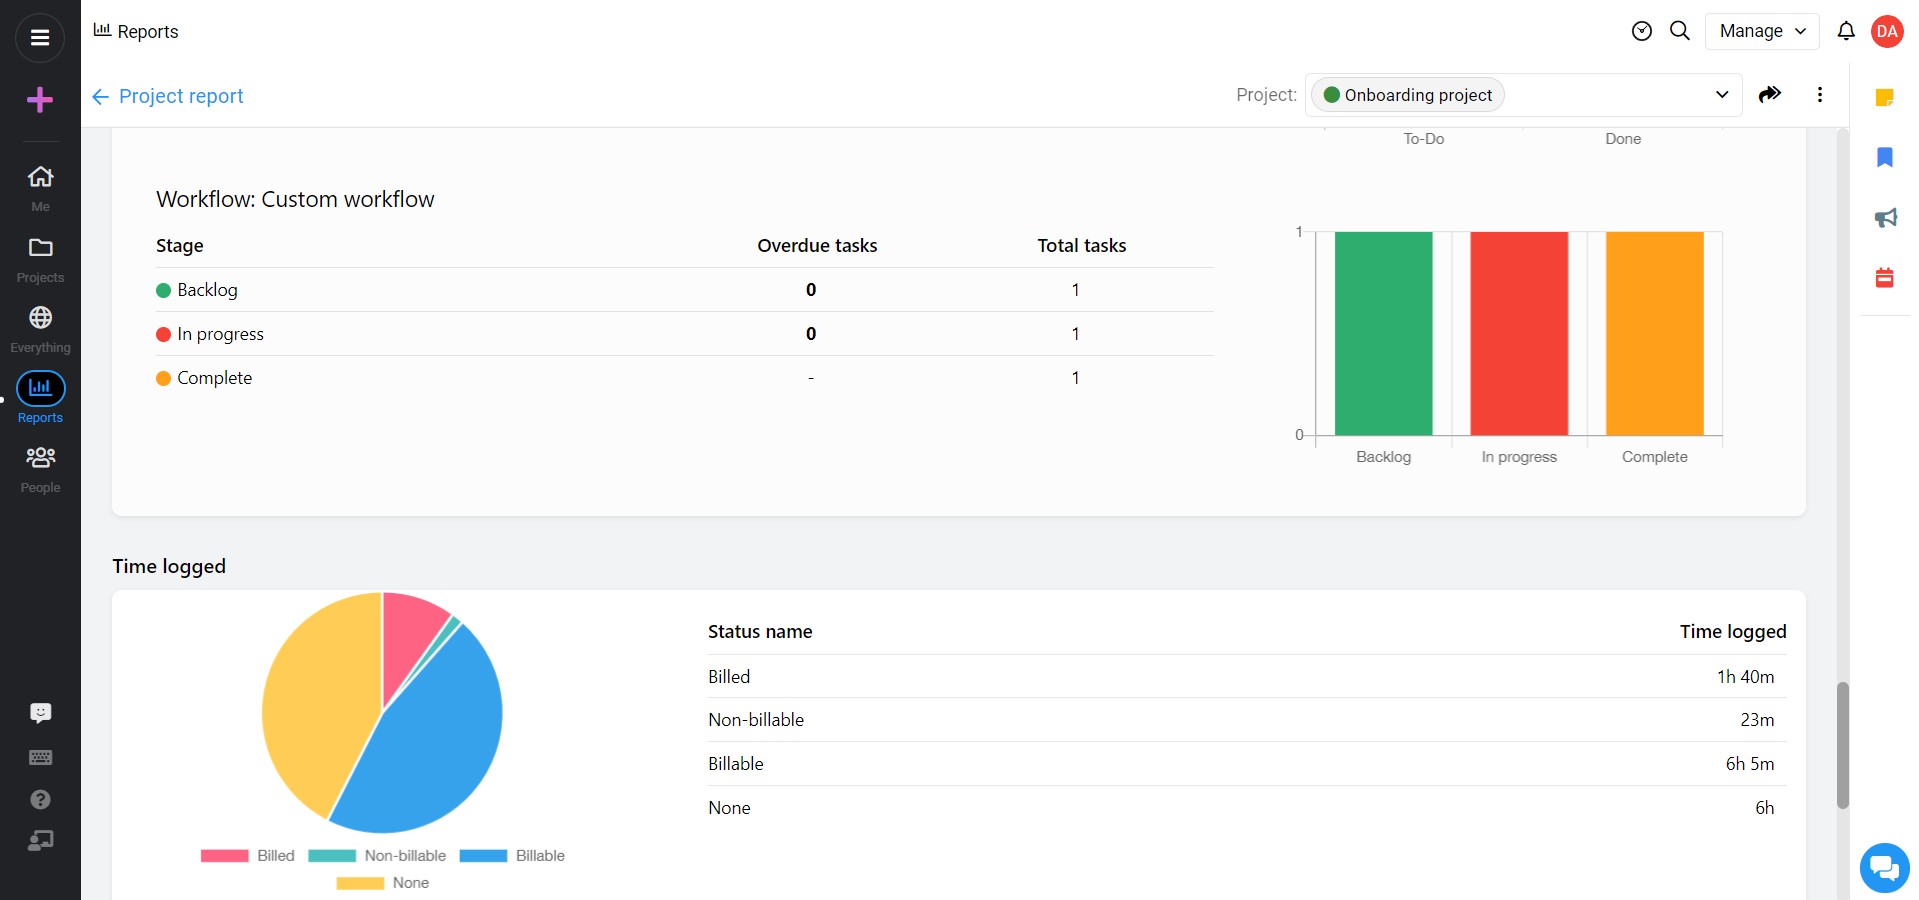 Reports
Manage
DA
Project report
Project:
Onboarding project
Me
Projects
Everything
Reports
People
To-Do
Done
Workflow: Custom workflow
Stage
Overdue tasks
Total tasks
Backlog
0
1
In progress
0
1
Complete
-
1
1
0
Backlog
In progress
Complete
Time logged
Status name
Time logged
Billed
1h 40m
Non-billable
23m
Billable
6h 5m
None
6h
Billed
Non-billable
Billable
None